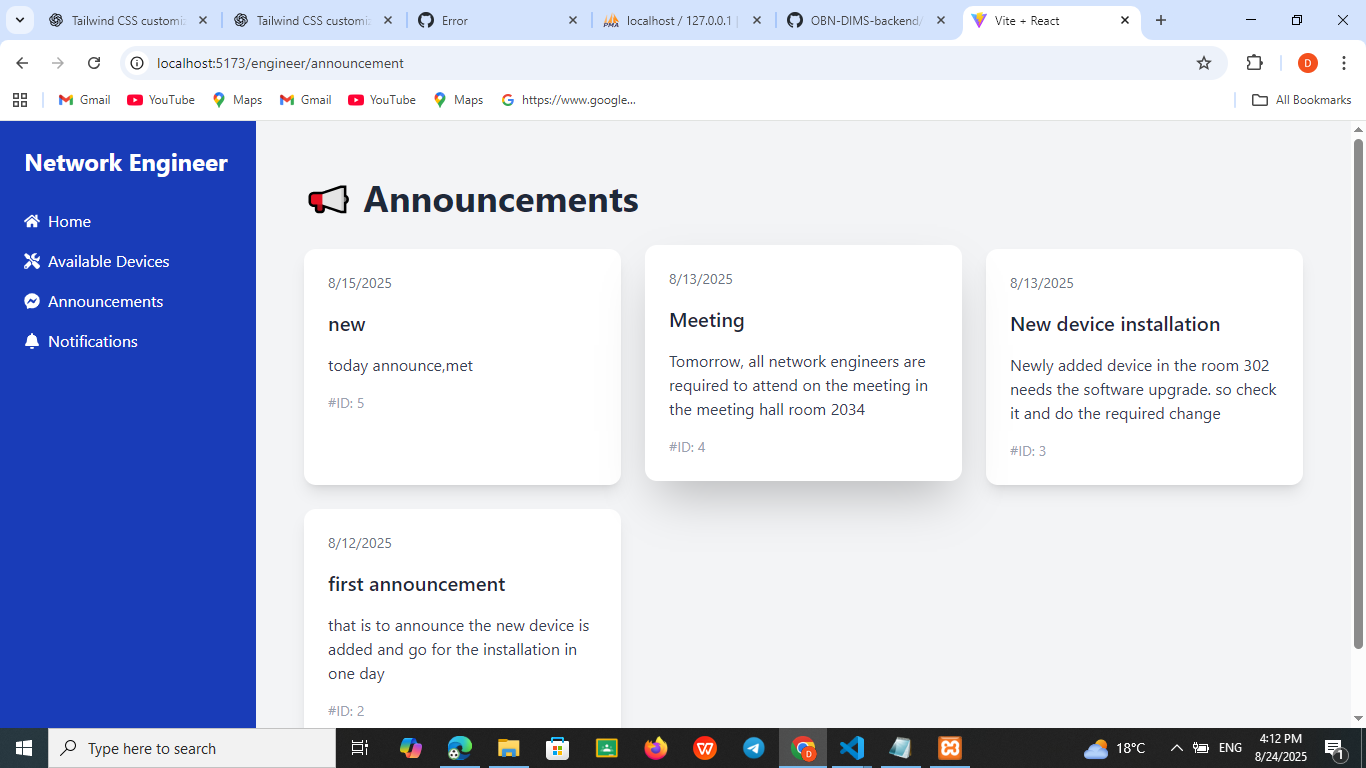 Tailwind CSS customiz
Tailwind CSS customiz
Error
localhost / 127.0.0.1 |
OBN-DIMS-backend/
Vite + React
localhost:5173/engineer/announcement
D
Gmail
YouTube
Maps
Gmail
YouTube
Maps
https://www.google...
All Bookmarks
Network Engineer
Home
Available Devices
Announcements
Notifications
Announcements
8/15/2025
new
today announce,met
#ID: 5
8/13/2025
Meeting
Tomorrow, all network engineers are
required to attend on the meeting in
the meeting hall room 2034
#ID: 4
8/13/2025
New device installation
Newly added device in the room 302
needs the software upgrade. so check
it and do the required change
#ID: 3
8/12/2025
first announcement
that is to announce the new device is
added and go for the installation in
one day
#ID: 2
Type here to search
18°C
ENG
4:12 PM
8/24/2025
1